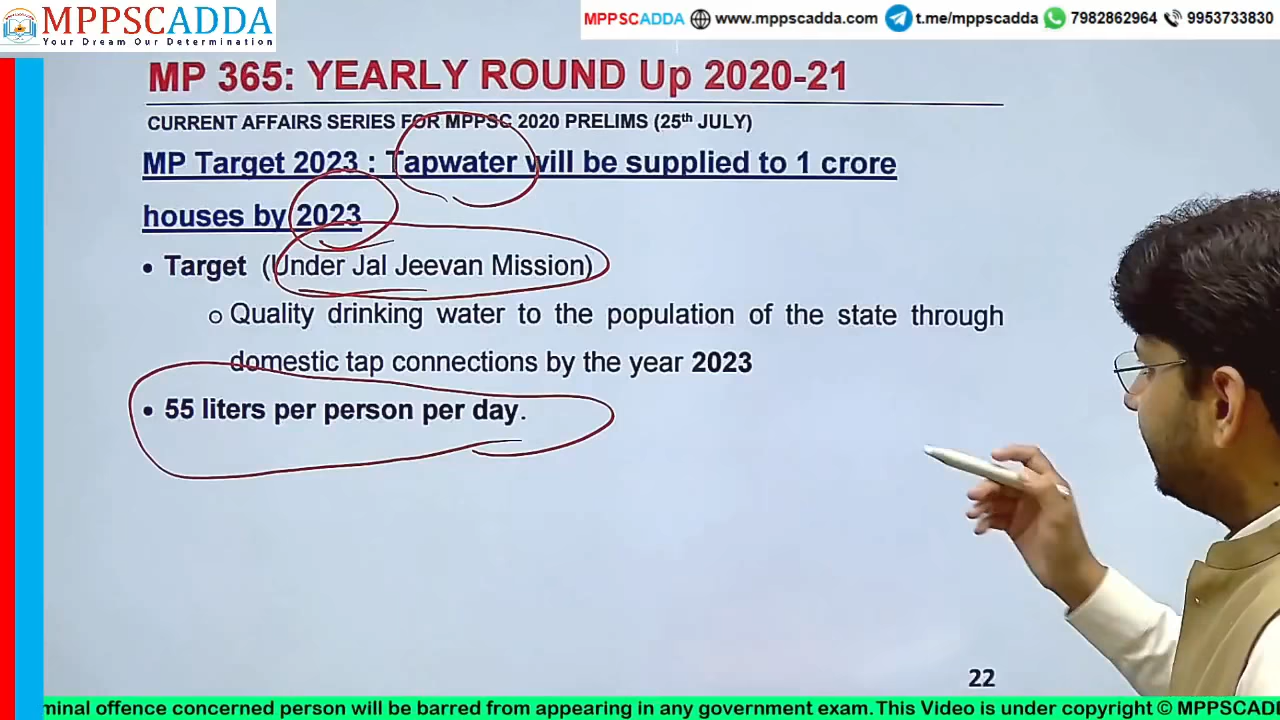 MPPSCADDA
Your Dream Our Determination
MPPSCADDA www.mppscadda.com t.me/mppscadda 7982862964 9953733830
MP 365: YEARLY ROUND Up 2020-21
CURRENT AFFAIRS SERIES FOR MPPSC 2020 PRELIMS (25th JULY)
MP Target 2023 : Tapwater will be supplied to 1 crore
houses by 2023
• Target (Under Jal Jeevan Mission)
o Quality drinking water to the population of the state through
domestic tap connections by the year 2023
• 55 liters per person per day.
22
minal offence concerned person will be barred from appearing in any government exam. This Video is under copyright © MPPSCADD